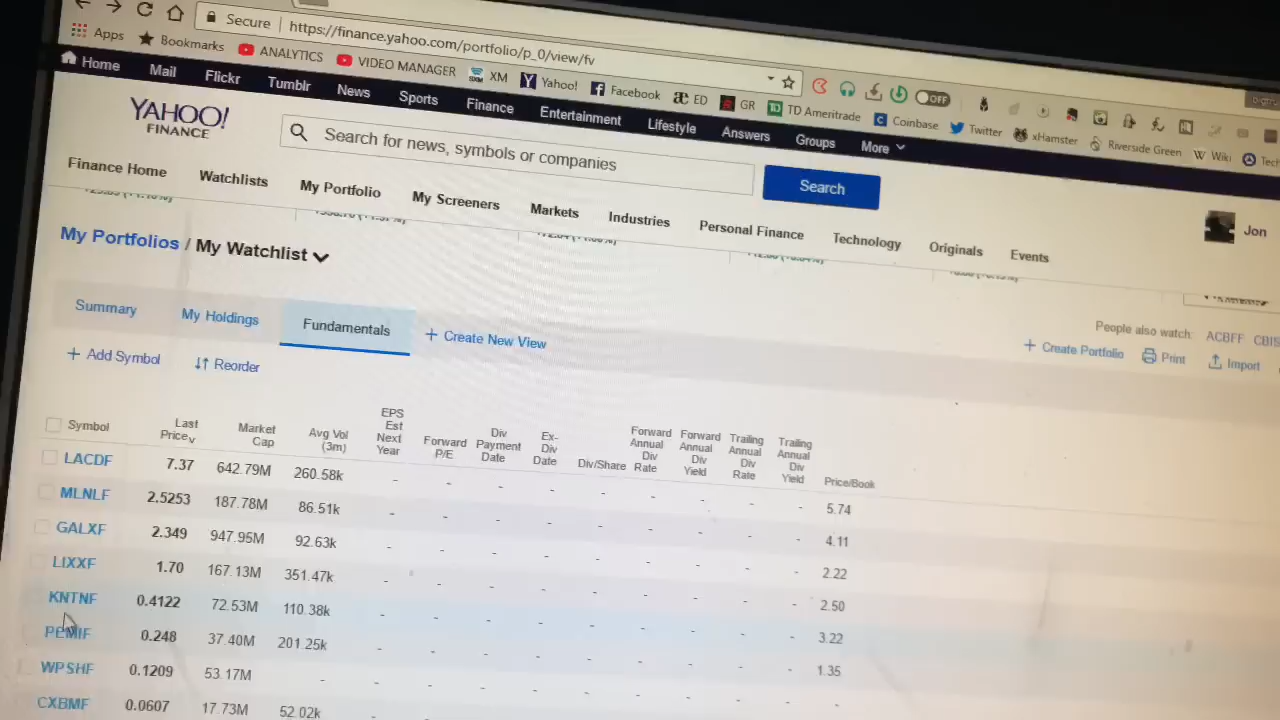 Secure | https://finance.yahoo.com/portfolio/p_0/view/fv
Apps Bookmarks ANALYTICS VIDEO MANAGER XM Yahoo! Facebook ED GR TD Ameritrade Coinbase Twitter xHamster Riverside Green Wiki Tech
OFF
Home Mail Flickr Tumblr News Sports Finance Entertainment Lifestyle Answers Groups More
YAHOO!
FINANCE
Search for news, symbols or companies
Search
Finance Home Watchlists My Portfolio My Screeners Markets Industries Personal Finance Technology Originals Events
Jon
My Portfolios / My Watchlist
Summary My Holdings Fundamentals + Create New View
People also watch: ACBFF CBIS
+ Add Symbol Reorder
+ Create Portfolio Print Import
Symbol Last Price Market Cap Avg Vol (3m) EPS Est Next Year Forward P/E Div Payment Date Ex-Div Date Div/Share Forward Annual Div Rate Forward Annual Div Yield Trailing Annual Div Rate Trailing Annual Div Yield Price/Book
LACDF 7.37 642.79M 260.58k - - - - - - - - - 5.74
MLNLF 2.5253 187.78M 86.51k - - - - - - - - - 4.11
GALXF 2.349 947.95M 92.63k - - - - - - - - - 2.22
LIXXF 1.70 167.13M 351.47k - - - - - - - - - 2.50
KNTNF 0.4122 72.53M 110.38k - - - - - - - - - 3.22
PEMIF 0.248 37.40M 201.25k - - - - - - - - - 1.35
WPSHF 0.1209 53.17M - - - - - - - - - - -
CXBMF 0.0607 17.73M 52.02k